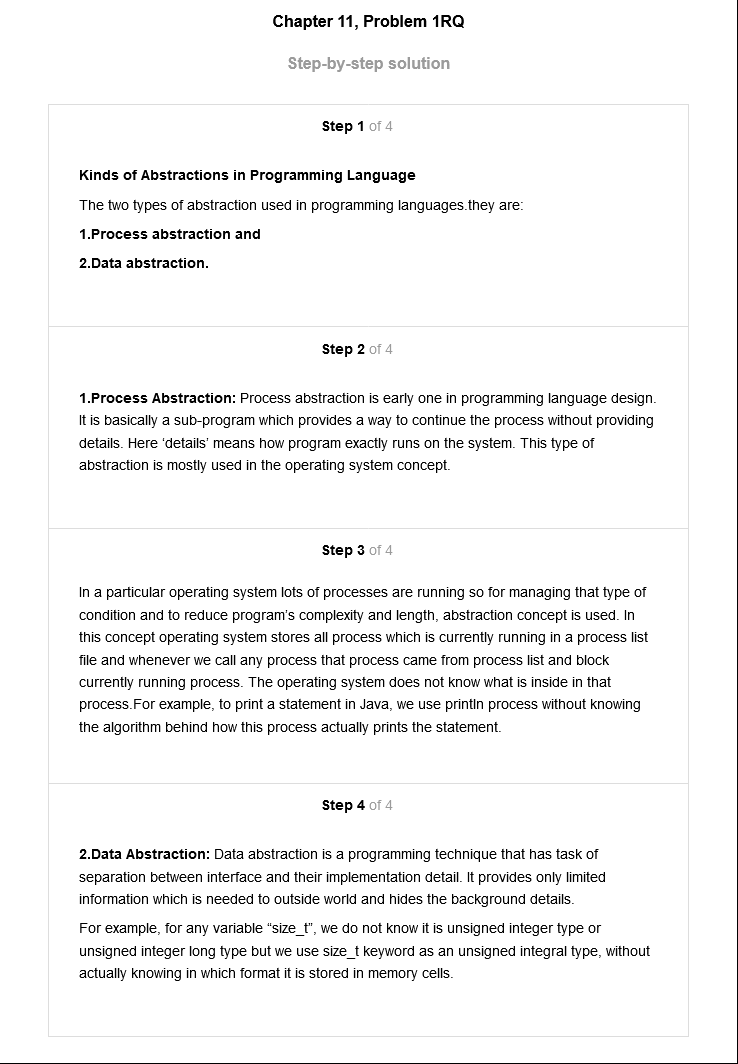 Chapter 11, Problem 1RQ
Step-by-step solution
Step 1 of 4
Kinds of Abstractions in Programming Language
The two types of abstraction used in programming languages.they are:
1.Process abstraction and
2.Data abstraction.
Step 2 of 4
1.Process Abstraction: Process abstraction is early one in programming language design.
It is basically a sub-program which provides a way to continue the process without providing
details. Here ‘details’ means how program exactly runs on the system. This type of
abstraction is mostly used in the operating system concept.
Step 3 of 4
In a particular operating system lots of processes are running so for managing that type of
condition and to reduce program’s complexity and length, abstraction concept is used. In
this concept operating system stores all process which is currently running in a process list
file and whenever we call any process that process came from process list and block
currently running process. The operating system does not know what is inside in that
process.For example, to print a statement in Java, we use println process without knowing
the algorithm behind how this process actually prints the statement.
Step 4 of 4
2.Data Abstraction: Data abstraction is a programming technique that has task of
separation between interface and their implementation detail. It provides only limited
information which is needed to outside world and hides the background details.
For example, for any variable “size_t”, we do not know it is unsigned integer type or
unsigned integer long type but we use size_t keyword as an unsigned integral type, without
actually knowing in which format it is stored in memory cells.